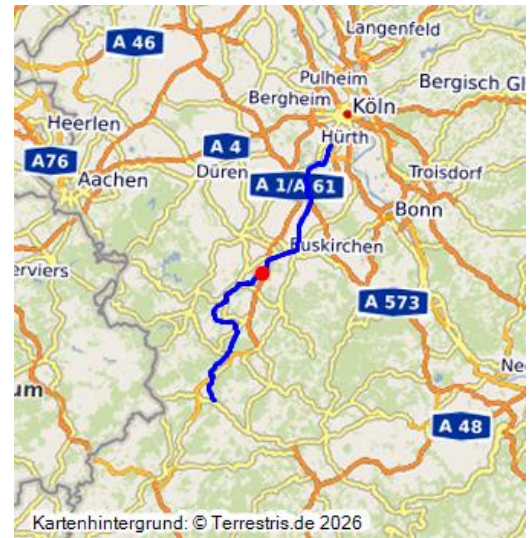 Langenfeld
A 46
Pulheim
Bergisch Gl
Bergheim
Köln
Heerlen
Hürth
A 4
A76
Düren
Troisdorf
Aachen
A 1/A 61
Bonn
Euskirchen
erviers
A 573
Ne
um
A 48
Kartenhintergrund: © Terrestris.de 2026